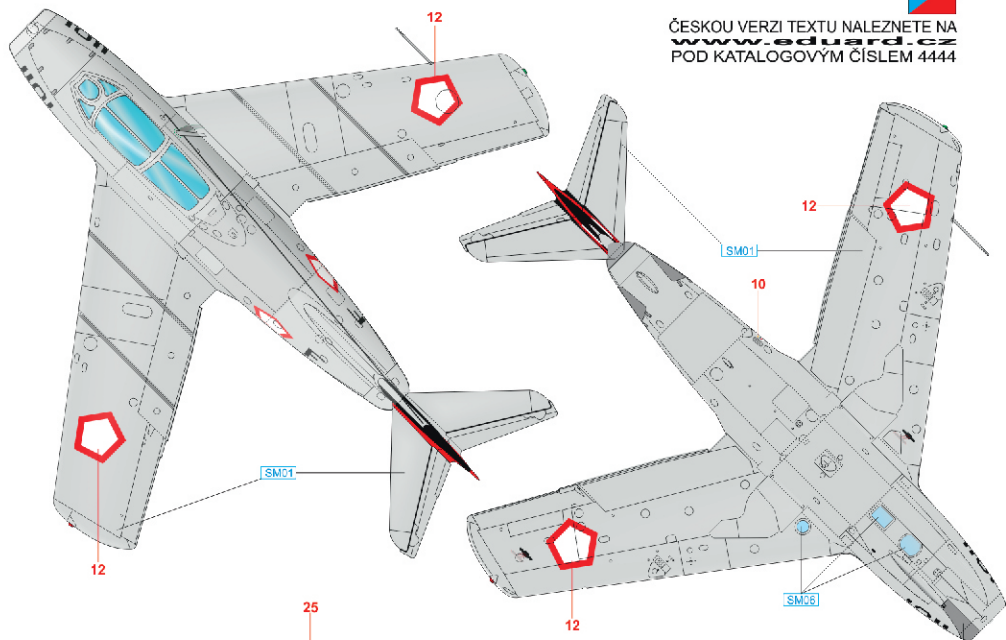 12
ČESKOU VERZI TEXTU NALEZNETE NA
www.eduard.cz
POD KATALOGOVÝM ČÍSLEM 4444
12
SM01
10
SM01
12
12
SM06
25